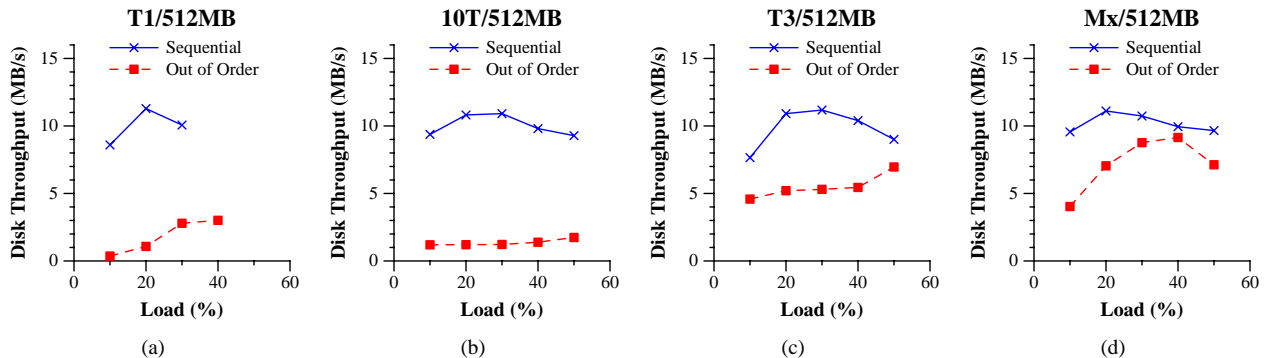 T1/512MB
Sequential
Out of Order
Disk Throughput (MB/s)
15
10
5
0
0
20
40
60
Load (%)
(a)
10T/512MB
Sequential
Out of Order
Disk Throughput (MB/s)
15
10
5
0
0
20
40
60
Load (%)
(b)
T3/512MB
Sequential
Out of Order
Disk Throughput (MB/s)
15
10
5
0
0
20
40
60
Load (%)
(c)
Mx/512MB
Sequential
Out of Order
Disk Throughput (MB/s)
15
10
5
0
0
20
40
60
Load (%)
(d)